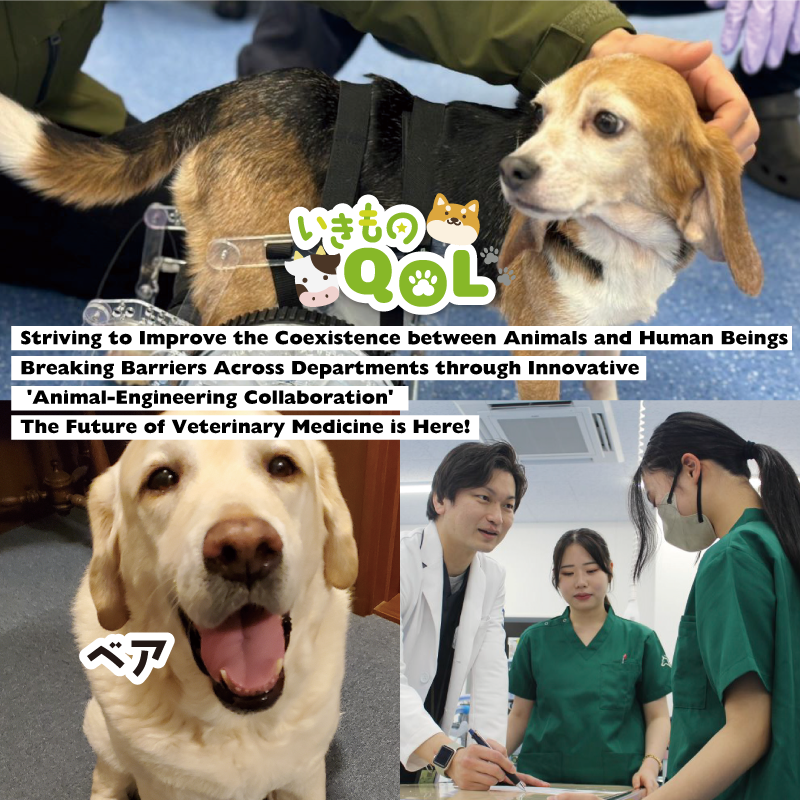 いきもの
QOL
Striving to Improve the Coexistence between Animals and Human Beings
Breaking Barriers Across Departments through Innovative
'Animal-Engineering Collaboration'
The Future of Veterinary Medicine is Here!
ベア